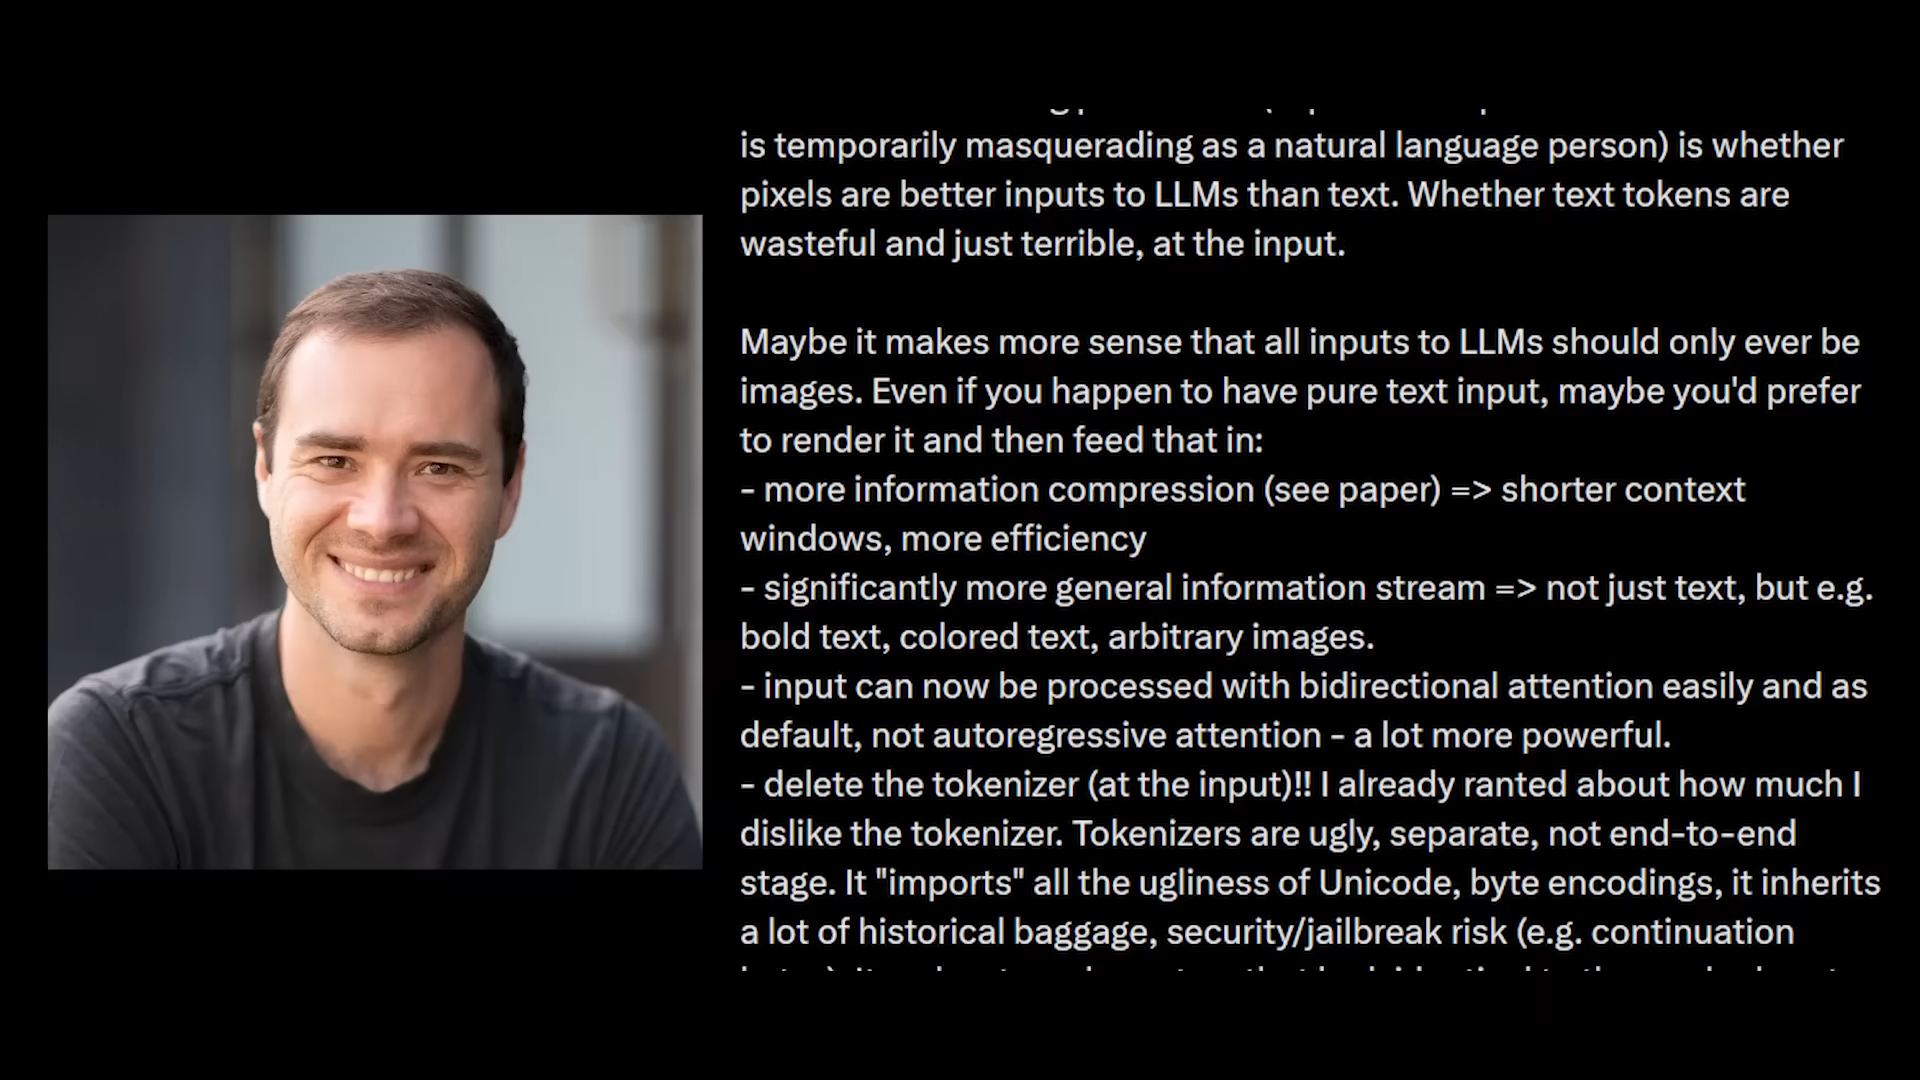 is temporarily masquerading as a natural language person) is whether
pixels are better inputs to LLMs than text. Whether text tokens are
wasteful and just terrible, at the input.
Maybe it makes more sense that all inputs to LLMs should only ever be
images. Even if you happen to have pure text input, maybe you'd prefer
to render it and then feed that in:
- more information compression (see paper) => shorter context
windows, more efficiency
- significantly more general information stream => not just text, but e.g.
bold text, colored text, arbitrary images.
- input can now be processed with bidirectional attention easily and as
default, not autoregressive attention - a lot more powerful.
- delete the tokenizer (at the input)!! I already ranted about how much I
dislike the tokenizer. Tokenizers are ugly, separate, not end-to-end
stage. It "imports" all the ugliness of Unicode, byte encodings, it inherits
a lot of historical baggage, security/jailbreak risk (e.g. continuation